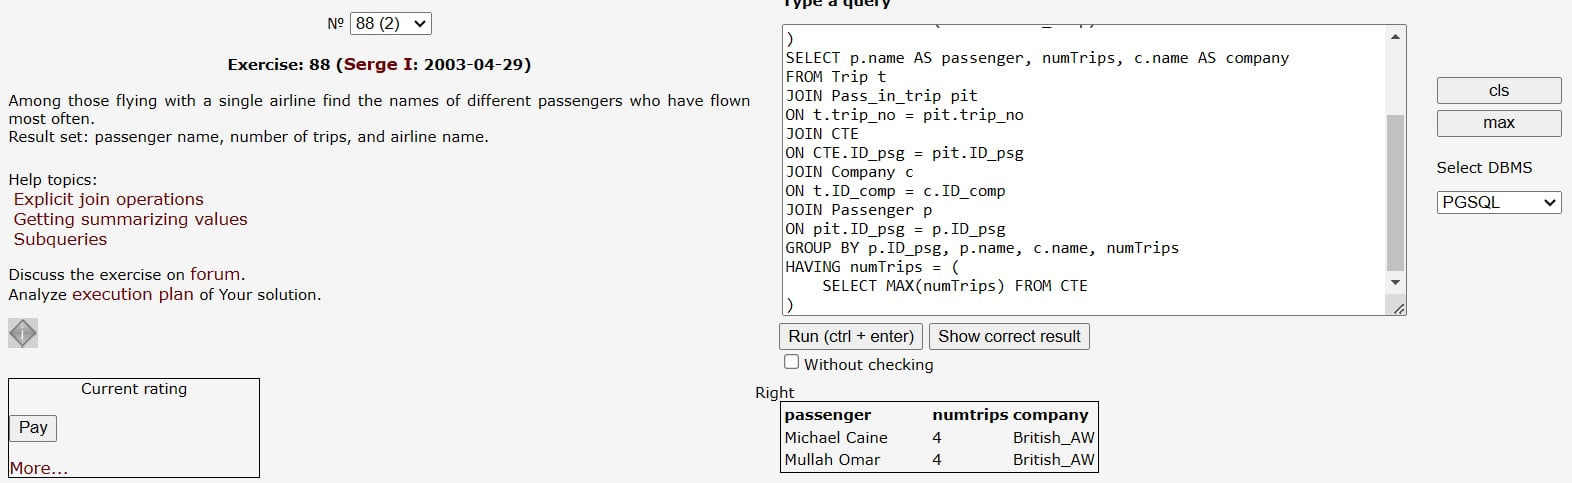 № 88 (2)
Exercise: 88 (Serge I: 2003-04-29)
Among those flying with a single airline find the names of different passengers who have flown
most often.
Result set: passenger name, number of trips, and airline name.
Help topics:
Explicit join operations
Getting summarizing values
Subqueries
Discuss the exercise on forum.
Analyze execution plan of Your solution.
Current rating
Pay
More...
Type a query
)
SELECT p.name AS passenger, numTrips, c.name AS company
FROM Trip t
JOIN Pass_in_trip pit
ON t.trip_no = pit.trip_no
JOIN CTE
ON CTE.ID_psg = pit.ID_psg
JOIN Company c
ON t.ID_comp = c.ID_comp
JOIN Passenger p
ON pit.ID_psg = p.ID_psg
GROUP BY p.ID_psg, p.name, c.name, numTrips
HAVING numTrips = (
SELECT MAX(numTrips) FROM CTE
)
Run (ctrl + enter) Show correct result
Without checking
Right
passenger numtrips company
Michael Caine 4 British_AW
Mullah Omar 4 British_AW
cls
max
Select DBMS
PGSQL